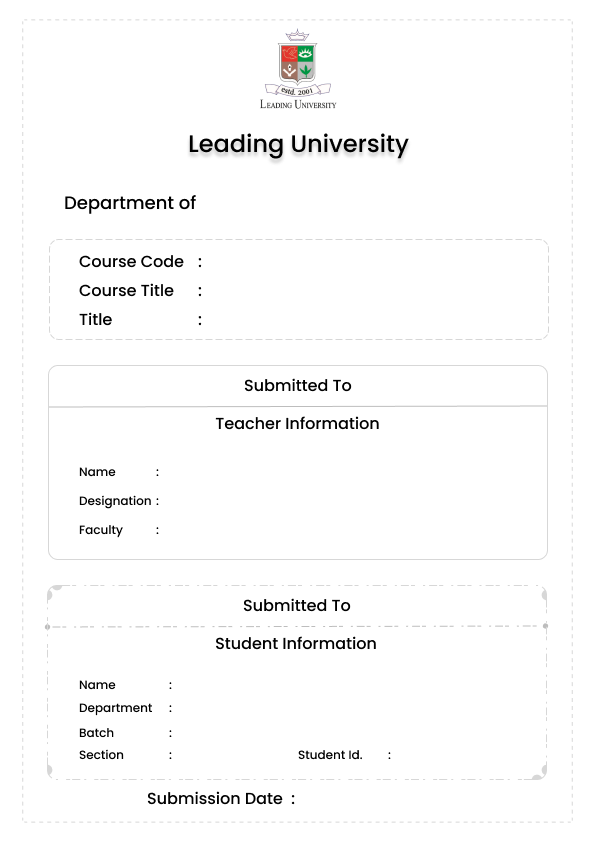 estd. 2001
LEADING UNIVERSITY
Leading University
Department of
Course Code :
Course Title :
Title :
Submitted To
Teacher Information
Name :
Designation :
Faculty :
Submitted To
Student Information
Name :
Department :
Batch :
Section : Student Id. :
Submission Date :